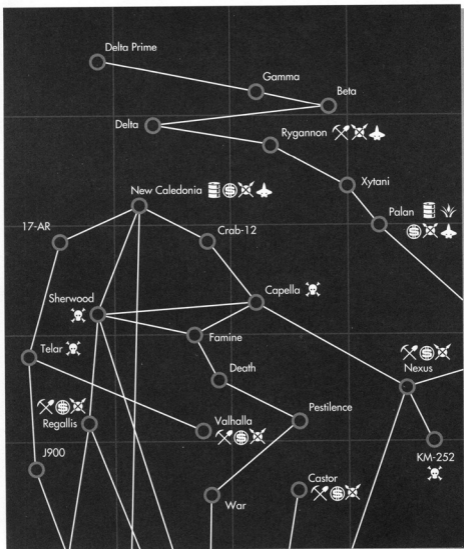 Delta Prime
Gamma
Beta
Delta
Rygannon
Xytani
New Caledonia
Palan
17-AR
Crab-12
Capella
Sherwood
Famine
Telar
Nexus
Death
Pestilence
Regallis
Valhalla
J900
KM-252
Castor
War